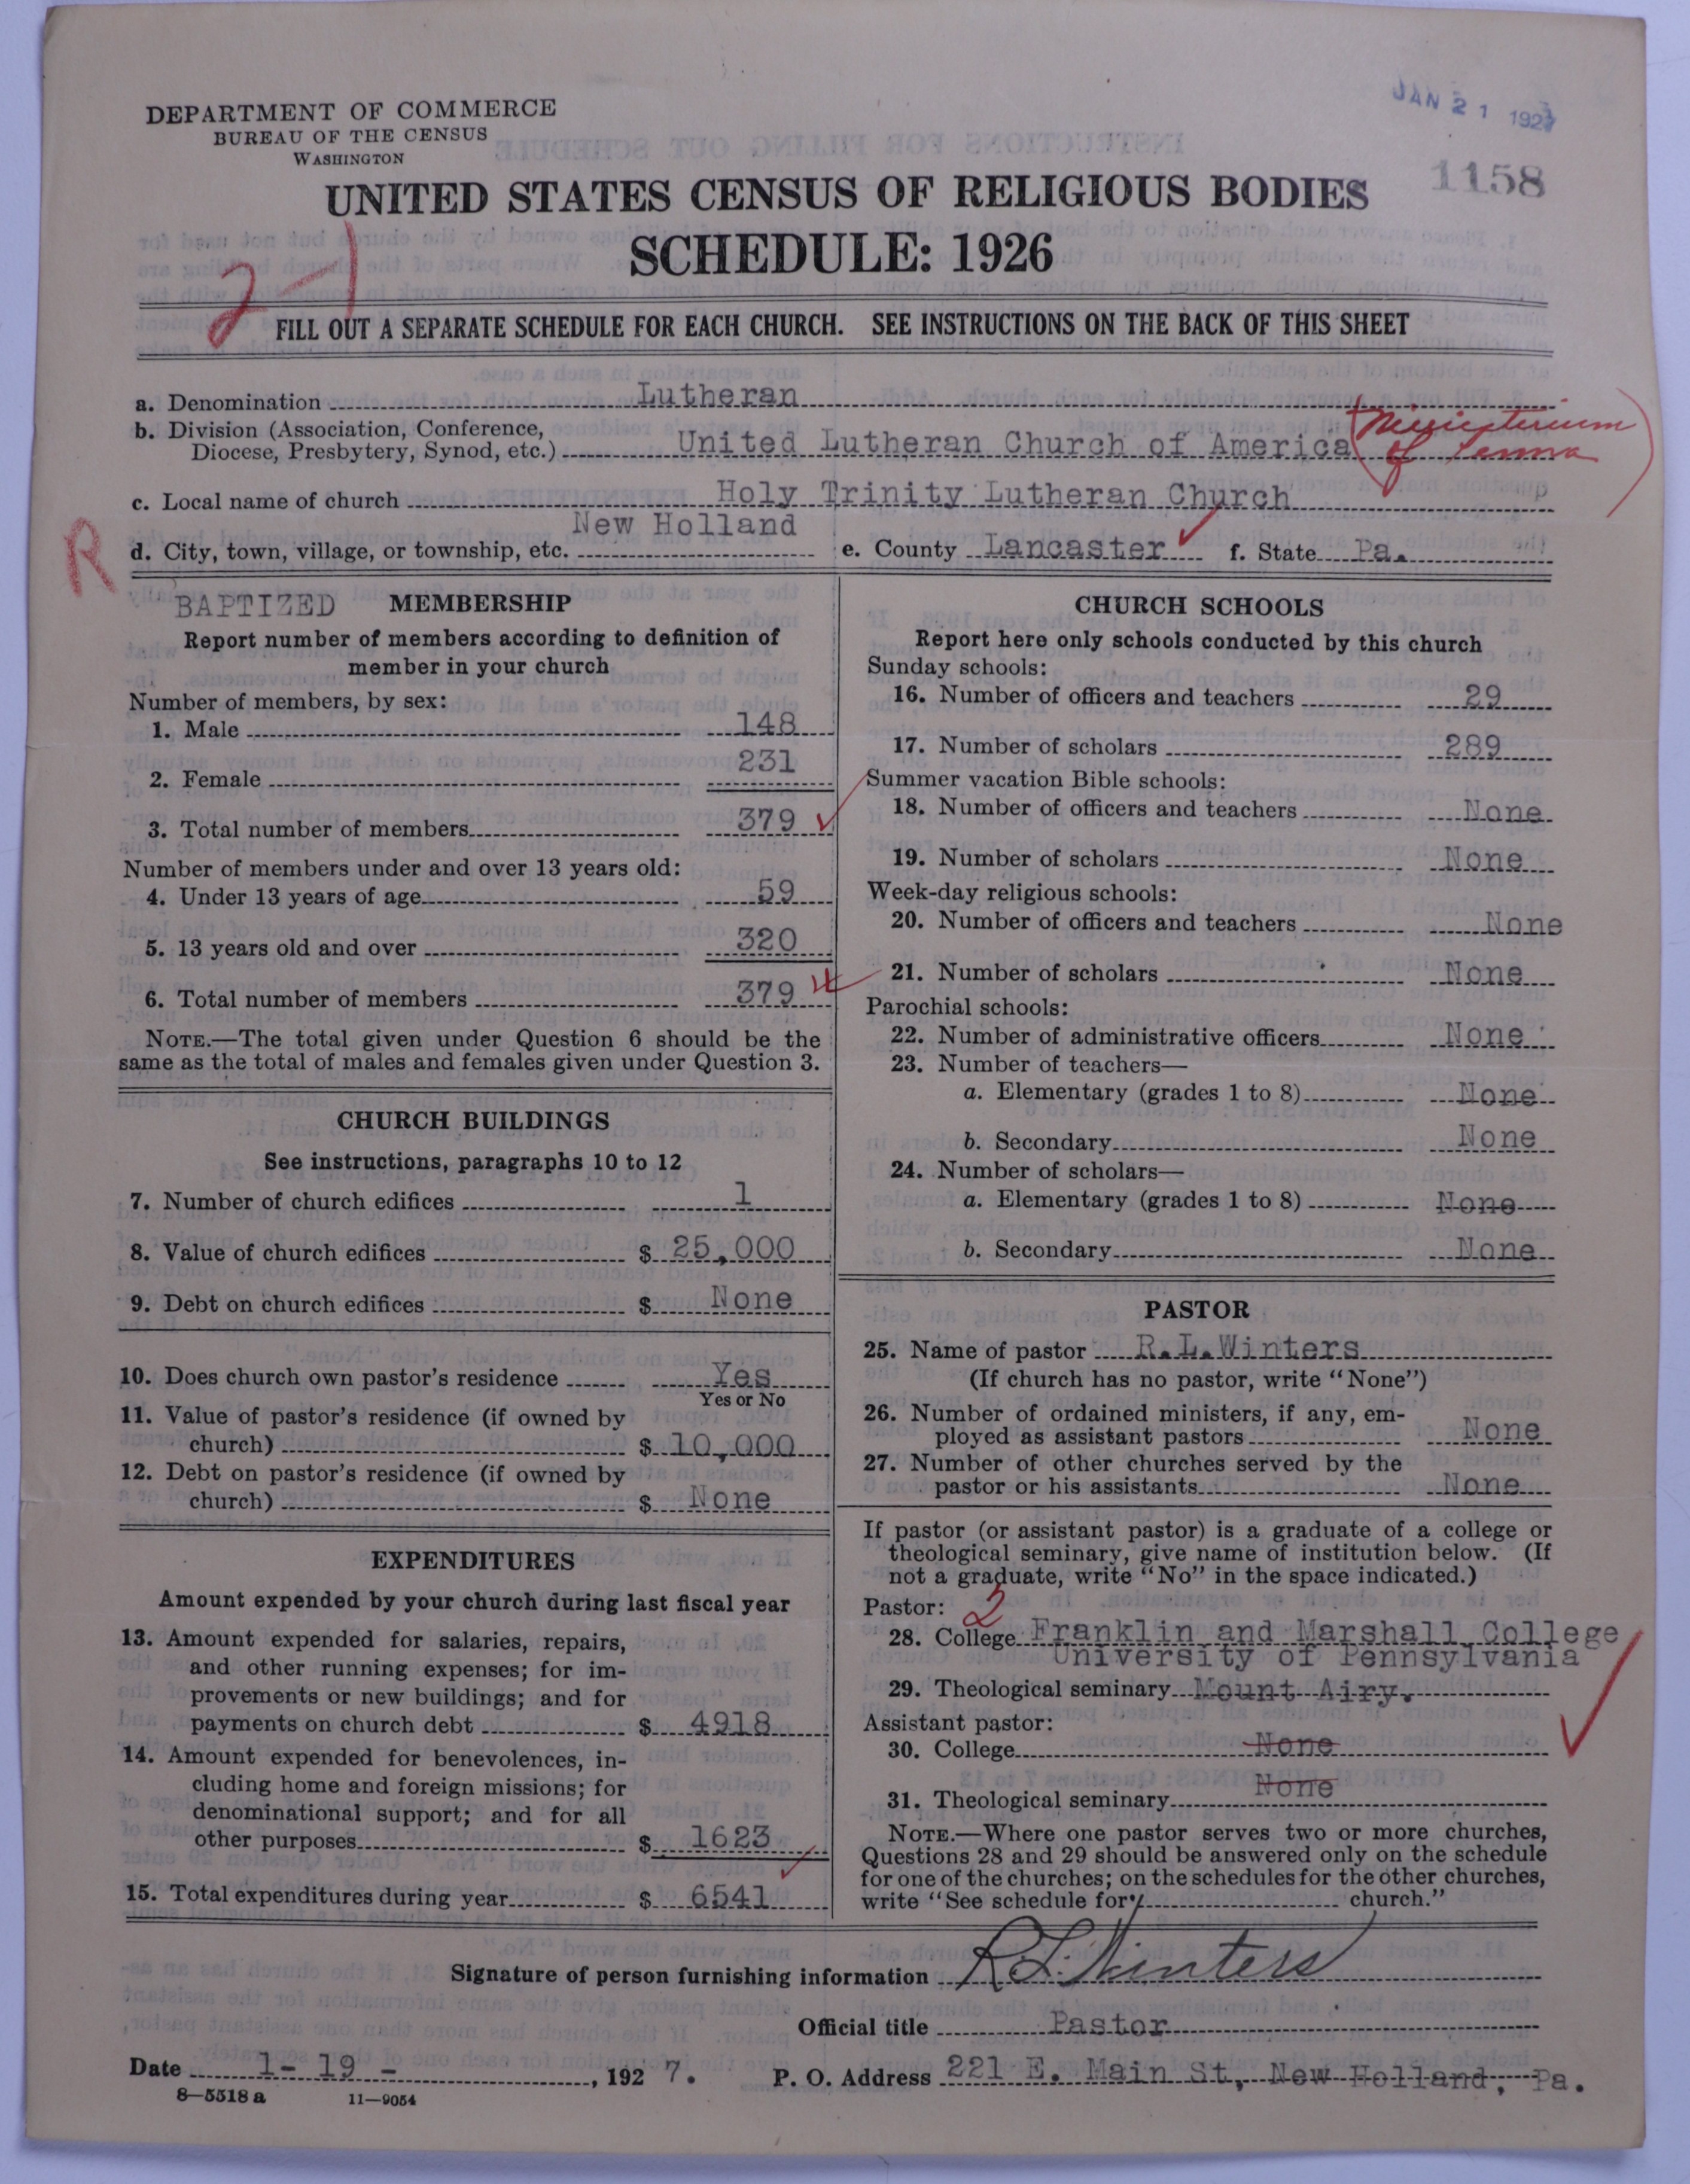 DEPARTMENT OF COMMERCE
BUREAU OF THE CENSUS
WASHINGTON
JAN 21 1927
1158
UNITED STATES CENSUS OF RELIGIOUS BODIES
SCHEDULE: 1926
2-1
FILL OUT A SEPARATE SCHEDULE FOR EACH CHURCH. SEE INSTRUCTIONS ON THE BACK OF THIS SHEET
a. Denomination Lutheran
b. Division (Association, Conference, Diocese, Presbytery, Synod, etc.) United Lutheran Church of America (Ministerium of Penna)
c. Local name of church Holy Trinity Lutheran Church
R
d. City, town, village, or township, etc. New Holland e. County Lancaster f. State Pa.
BAPTIZED MEMBERSHIP
Report number of members according to definition of
member in your church
Number of members, by sex:
1. Male 148
2. Female 231
3. Total number of members 379
Number of members under and over 13 years old:
4. Under 13 years of age 59
5. 13 years old and over 320
6. Total number of members 379
NOTE.—The total given under Question 6 should be the
same as the total of males and females given under Question 3.
CHURCH BUILDINGS
See instructions, paragraphs 10 to 12
7. Number of church edifices 1
8. Value of church edifices $ 25,000
9. Debt on church edifices $ None
10. Does church own pastor's residence Yes
Yes or No
11. Value of pastor's residence (if owned by
church) $ 10,000
12. Debt on pastor's residence (if owned by
church) $ None
EXPENDITURES
Amount expended by your church during last fiscal year
13. Amount expended for salaries, repairs,
and other running expenses; for im-
provements or new buildings; and for
payments on church debt $ 4918
14. Amount expended for benevolences, in-
cluding home and foreign missions; for
denominational support; and for all
other purposes $ 1623
15. Total expenditures during year $ 6541
CHURCH SCHOOLS
Report here only schools conducted by this church
Sunday schools:
16. Number of officers and teachers 29
17. Number of scholars 289
Summer vacation Bible schools:
18. Number of officers and teachers None
19. Number of scholars None
Week-day religious schools:
20. Number of officers and teachers None
21. Number of scholars None
Parochial schools:
22. Number of administrative officers None
23. Number of teachers—
a. Elementary (grades 1 to 8) None
b. Secondary None
24. Number of scholars—
a. Elementary (grades 1 to 8) None
b. Secondary None
PASTOR
25. Name of pastor R.L.Winters
(If church has no pastor, write "None")
26. Number of ordained ministers, if any, em-
ployed as assistant pastors None
27. Number of other churches served by the
pastor or his assistants None
If pastor (or assistant pastor) is a graduate of a college or
theological seminary, give name of institution below. (If
not a graduate, write "No" in the space indicated.)
Pastor: 2
28. College Franklin and Marshall College
University of Pennsylvania
29. Theological seminary Mount Airy.
Assistant pastor:
30. College None
31. Theological seminary None
NOTE.—Where one pastor serves two or more churches,
Questions 28 and 29 should be answered only on the schedule
for one of the churches; on the schedules for the other churches,
write "See schedule for church."
Signature of person furnishing information R L Winters
Official title Pastor
Date 1- 19 - , 1927. P. O. Address 221 E. Main St, New Holland, Pa.
8—5518 a 11—9054